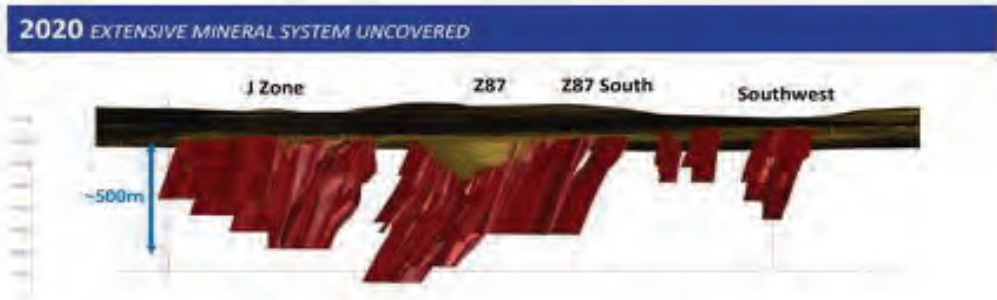 2020 EXTENSIVE MINERAL SYSTEM UNCOVERED
J Zone
Z87
Z87 South
Southwest
~500m